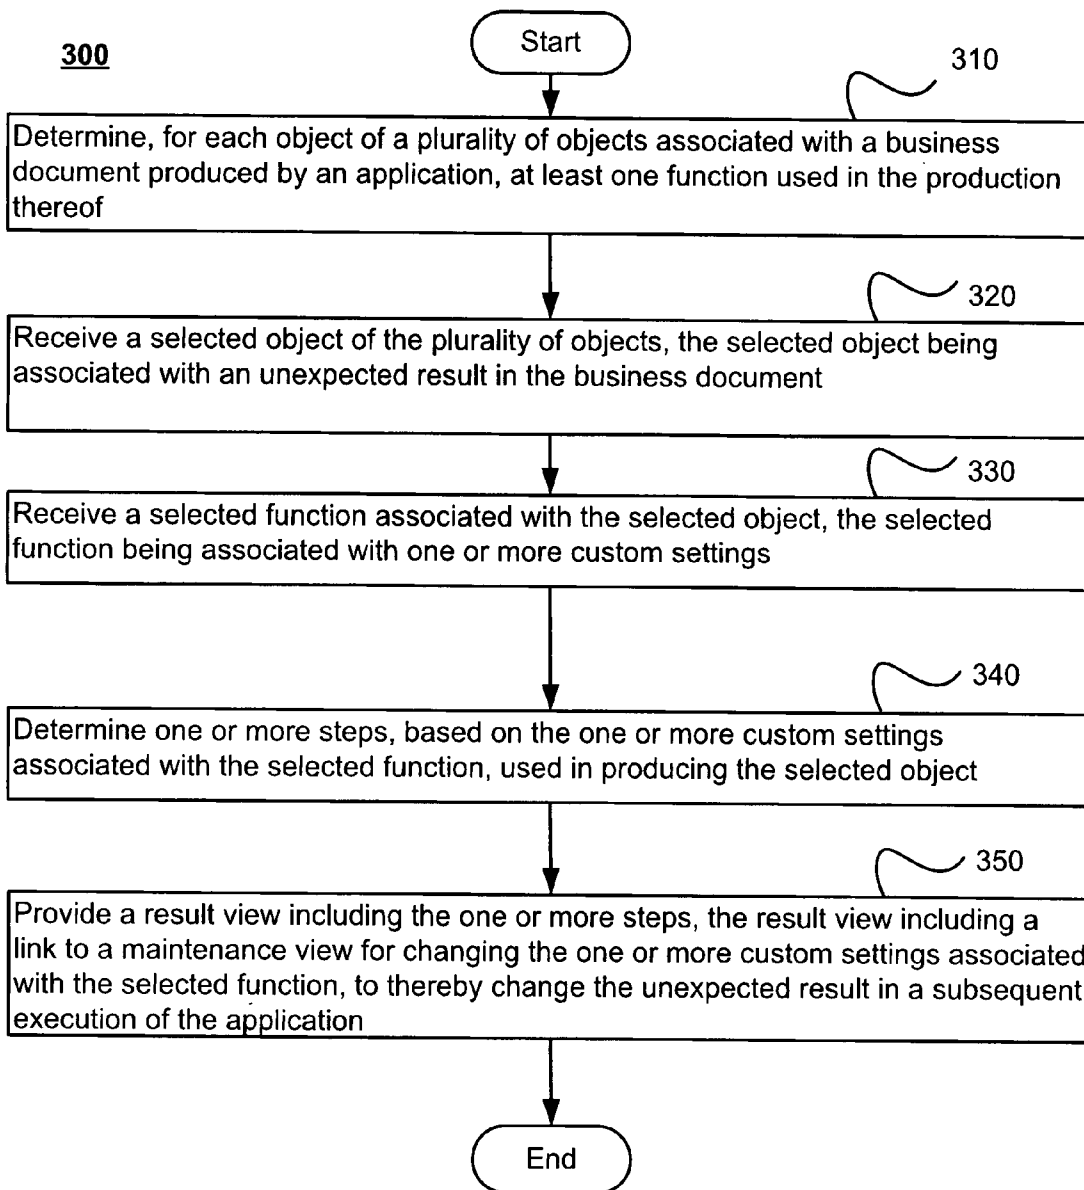 300
Start
310
Determine, for each object of a plurality of objects associated with a business
document produced by an application, at least one function used in the production
thereof
320
Receive a selected object of the plurality of objects, the selected object being
associated with an unexpected result in the business document
330
Receive a selected function associated with the selected object, the selected
function being associated with one or more custom settings
340
Determine one or more steps, based on the one or more custom settings
associated with the selected function, used in producing the selected object
350
Provide a result view including the one or more steps, the result view including a
link to a maintenance view for changing the one or more custom settings associated
with the selected function, to thereby change the unexpected result in a subsequent
execution of the application
End